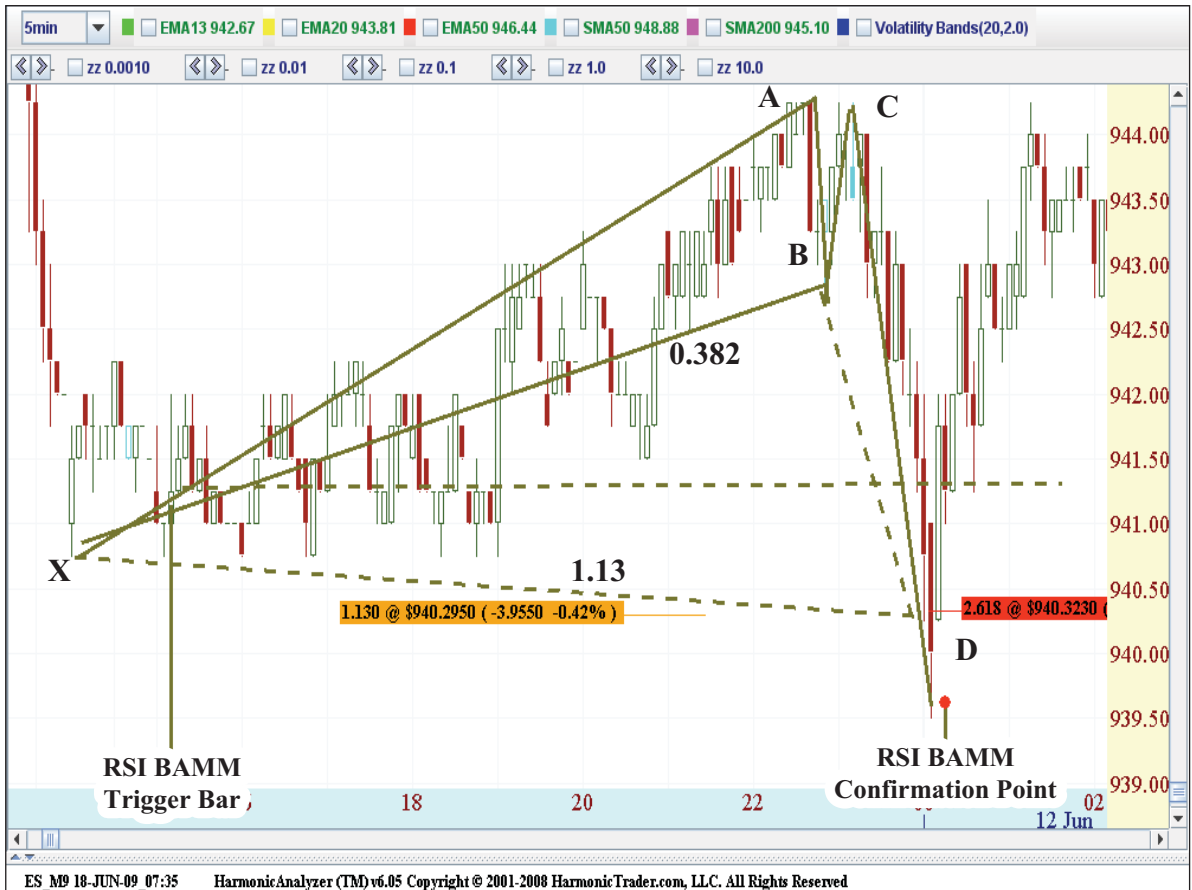 5min EMA13 942.67 EMA20 943.81 EMA50 946.44 SMA50 948.88 SMA200 945.10 Volatility Bands(20,2.0)
zz 0.0010 zz 0.01 zz 0.1 zz 1.0 zz 10.0
A
C
944.00
943.50
B
943.00
942.50
0.382
942.00
941.50
941.00
X
1.13
940.50
1.130 @ $940.2950 ( -3.9550 -0.42% )
2.618 @ $940.3230 (
D
940.00
939.50
RSI BAMM
Trigger Bar
RSI BAMM
Confirmation Point
939.00
18 20 22 02
12 Jun
ES_M9 18-JUN-09_07:35 HarmonicAnalyzer (TM) v6.05 Copyright © 2001-2008 HarmonicTrader.com, LLC. All Rights Reserved